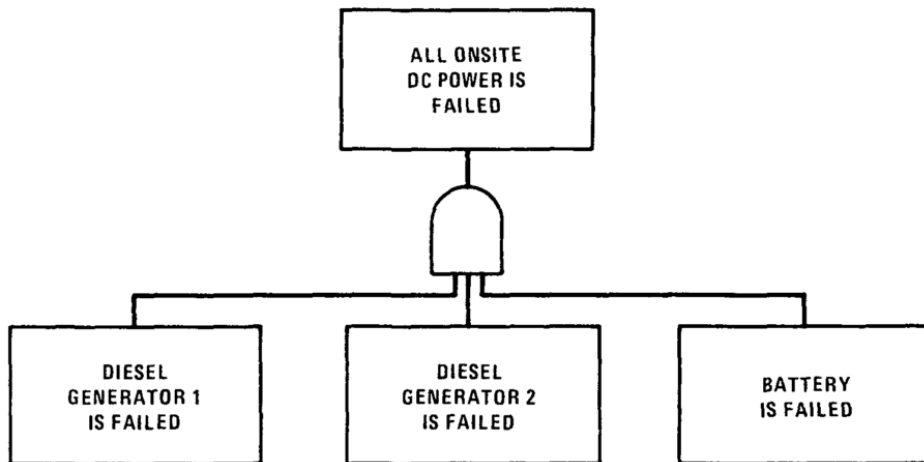 ALL ONSITE
DC POWER IS
FAILED
DIESEL
GENERATOR 1
IS FAILED
DIESEL
GENERATOR 2
IS FAILED
BATTERY
IS FAILED